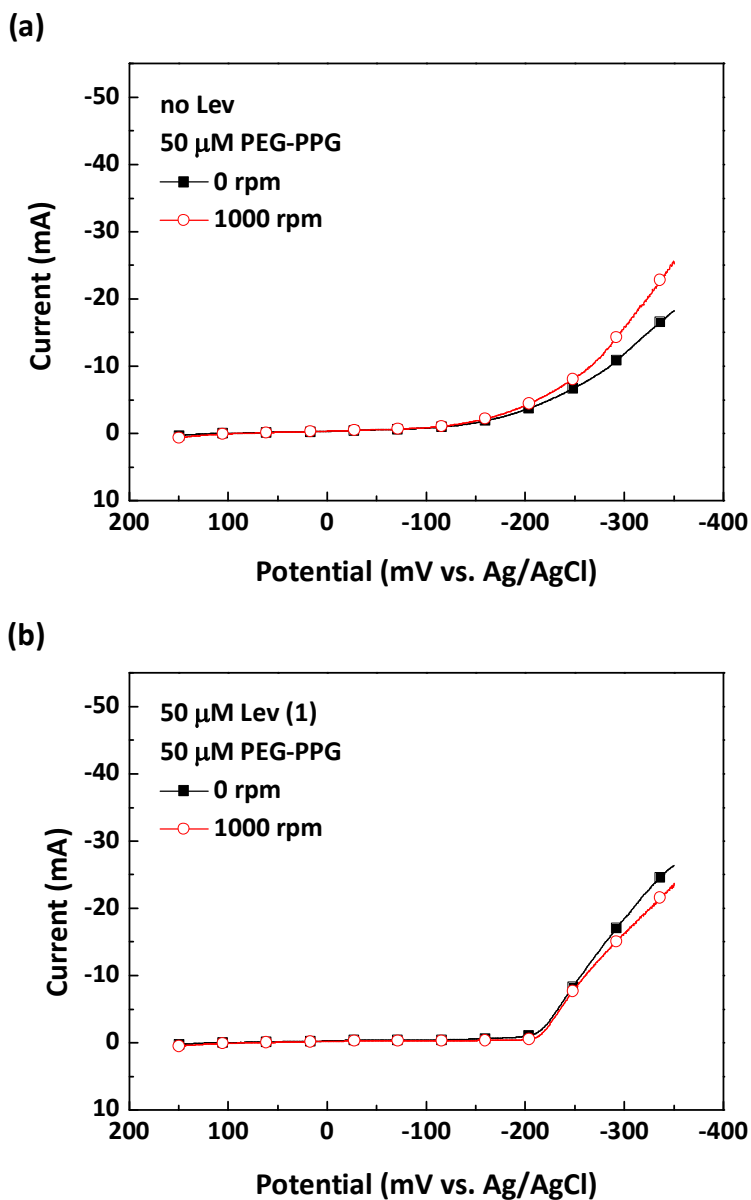 (a)
-50
-40
-30
-20
-10
0
10
Current (mA)
no Lev
50 μM PEG-PPG
0 rpm
1000 rpm
200 100 0 -100 -200 -300 -400
Potential (mV vs. Ag/AgCl)
(b)
-50
-40
-30
-20
-10
0
10
Current (mA)
50 μM Lev (1)
50 μM PEG-PPG
0 rpm
1000 rpm
200 100 0 -100 -200 -300 -400
Potential (mV vs. Ag/AgCl)